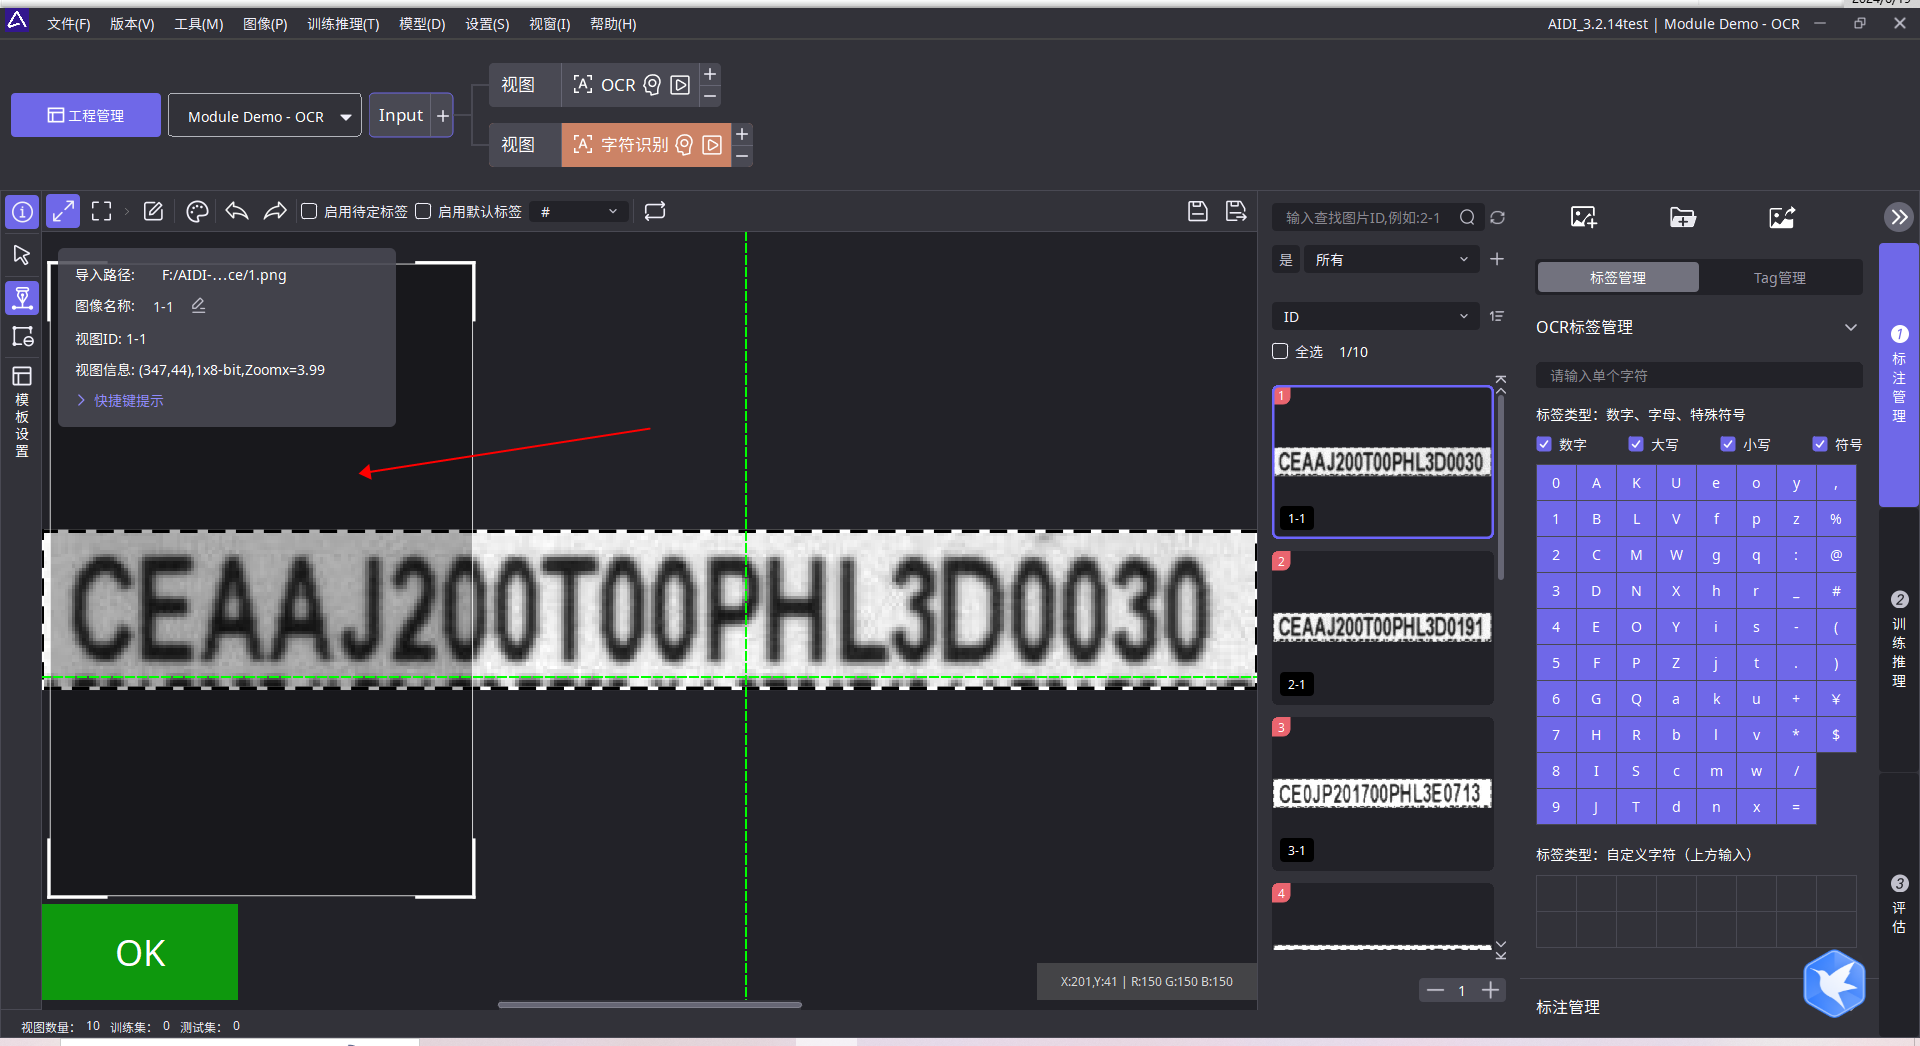 文件(F) 版本(V) 工具(M) 图像(P) 训练推理(T) 模型(D) 设置(S) 视窗(I) 帮助(H)
AIDI_3.2.14test | Module Demo - OCR
工程管理
Module Demo - OCR
Input +
视图 OCR
视图 字符识别
启用待定标签 启用默认标签 #
模板设置
导入路径: F:/AIDI-...ce/1.png
图像名称: 1-1
视图ID: 1-1
视图信息: (347,44),1x8-bit,Zoomx=3.99
快捷键提示
CEAAJ200T00PHL3D0030
OK
X:201,Y:41 | R:150 G:150 B:150
视图数量: 10 训练集: 0 测试集: 0
输入查找图片ID,例如:2-1
是 所有
ID
全选 1/10
1
CEAAJ200T00PHL3D0030
1-1
2
CEAAJ200T00PHL3D0191
2-1
3
CE0JP201700PHL3E0713
3-1
4
1
标签管理 Tag管理
OCR标签管理
请输入单个字符
标签类型：数字、字母、特殊符号
数字 大写 小写 符号
0 A K U e o y ,
1 B L V f p z %
2 C M W g q : @
3 D N X h r _ #
4 E O Y i s - (
5 F P Z j t . )
6 G Q a k u + ¥
7 H R b l v * $
8 I S c m w /
9 J T d n x =
标签类型：自定义字符（上方输入）
标注管理
1 标注管理
2 训练推理
3 评估